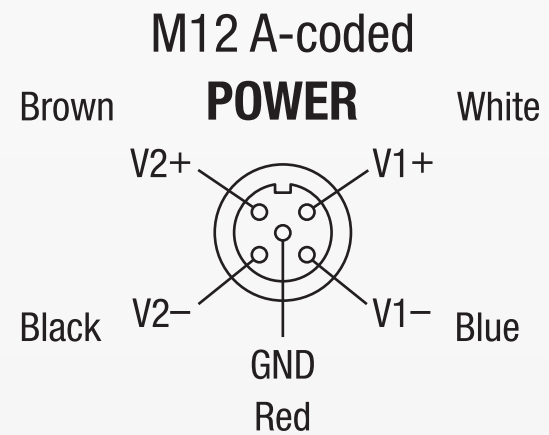 M12 A-coded
Brown POWER White
V2+ V1+
Black V2– V1– Blue
GND
Red